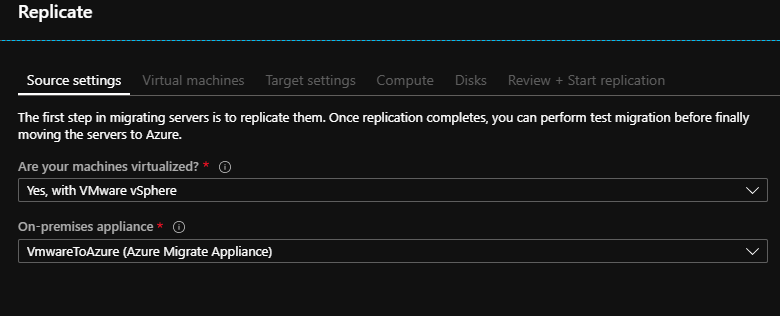 Replicate
Source settings Virtual machines Target settings Compute Disks Review + Start replication
The first step in migrating servers is to replicate them. Once replication completes, you can perform test migration before finally
moving the servers to Azure.
Are your machines virtualized? *
Yes, with VMware vSphere
On-premises appliance *
VmwareToAzure (Azure Migrate Appliance)